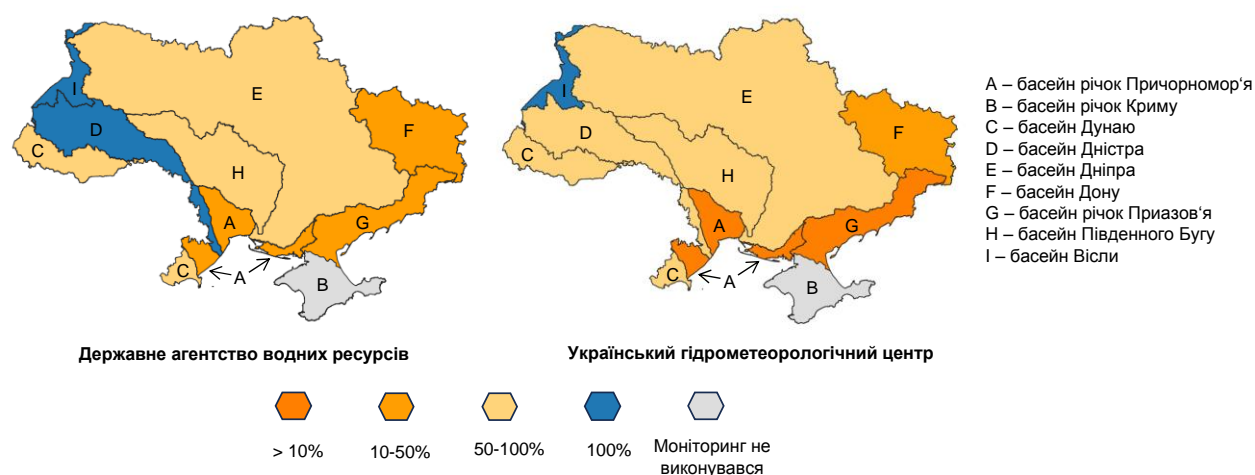 I
E
D
F
C
H
A
G
C
A
B
I
E
D
F
C
H
A
G
C
A
B
A – басейн річок Причорномор‘я
B – басейн річок Криму
C – басейн Дунаю
D – басейн Дністра
E – басейн Дніпра
F – басейн Дону
G – басейн річок Приазов‘я
H – басейн Південного Бугу
I – басейн Вісли
Державне агентство водних ресурсів
Український гідрометеорологічний центр
> 10%
10-50%
50-100%
100%
Моніторинг не
виконувався